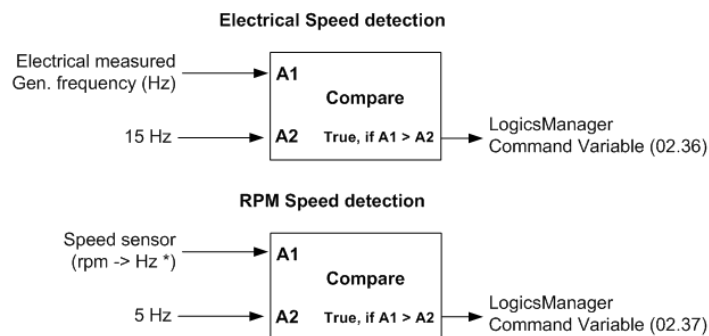 Electrical Speed detection
Electrical measured
Gen. frequency (Hz)
A1
Compare
15 Hz
A2
True, if A1 > A2
LogicsManager
Command Variable (02.36)
RPM Speed detection
Speed sensor
(rpm -> Hz *)
A1
Compare
5 Hz
A2
True, if A1 > A2
LogicsManager
Command Variable (02.37)